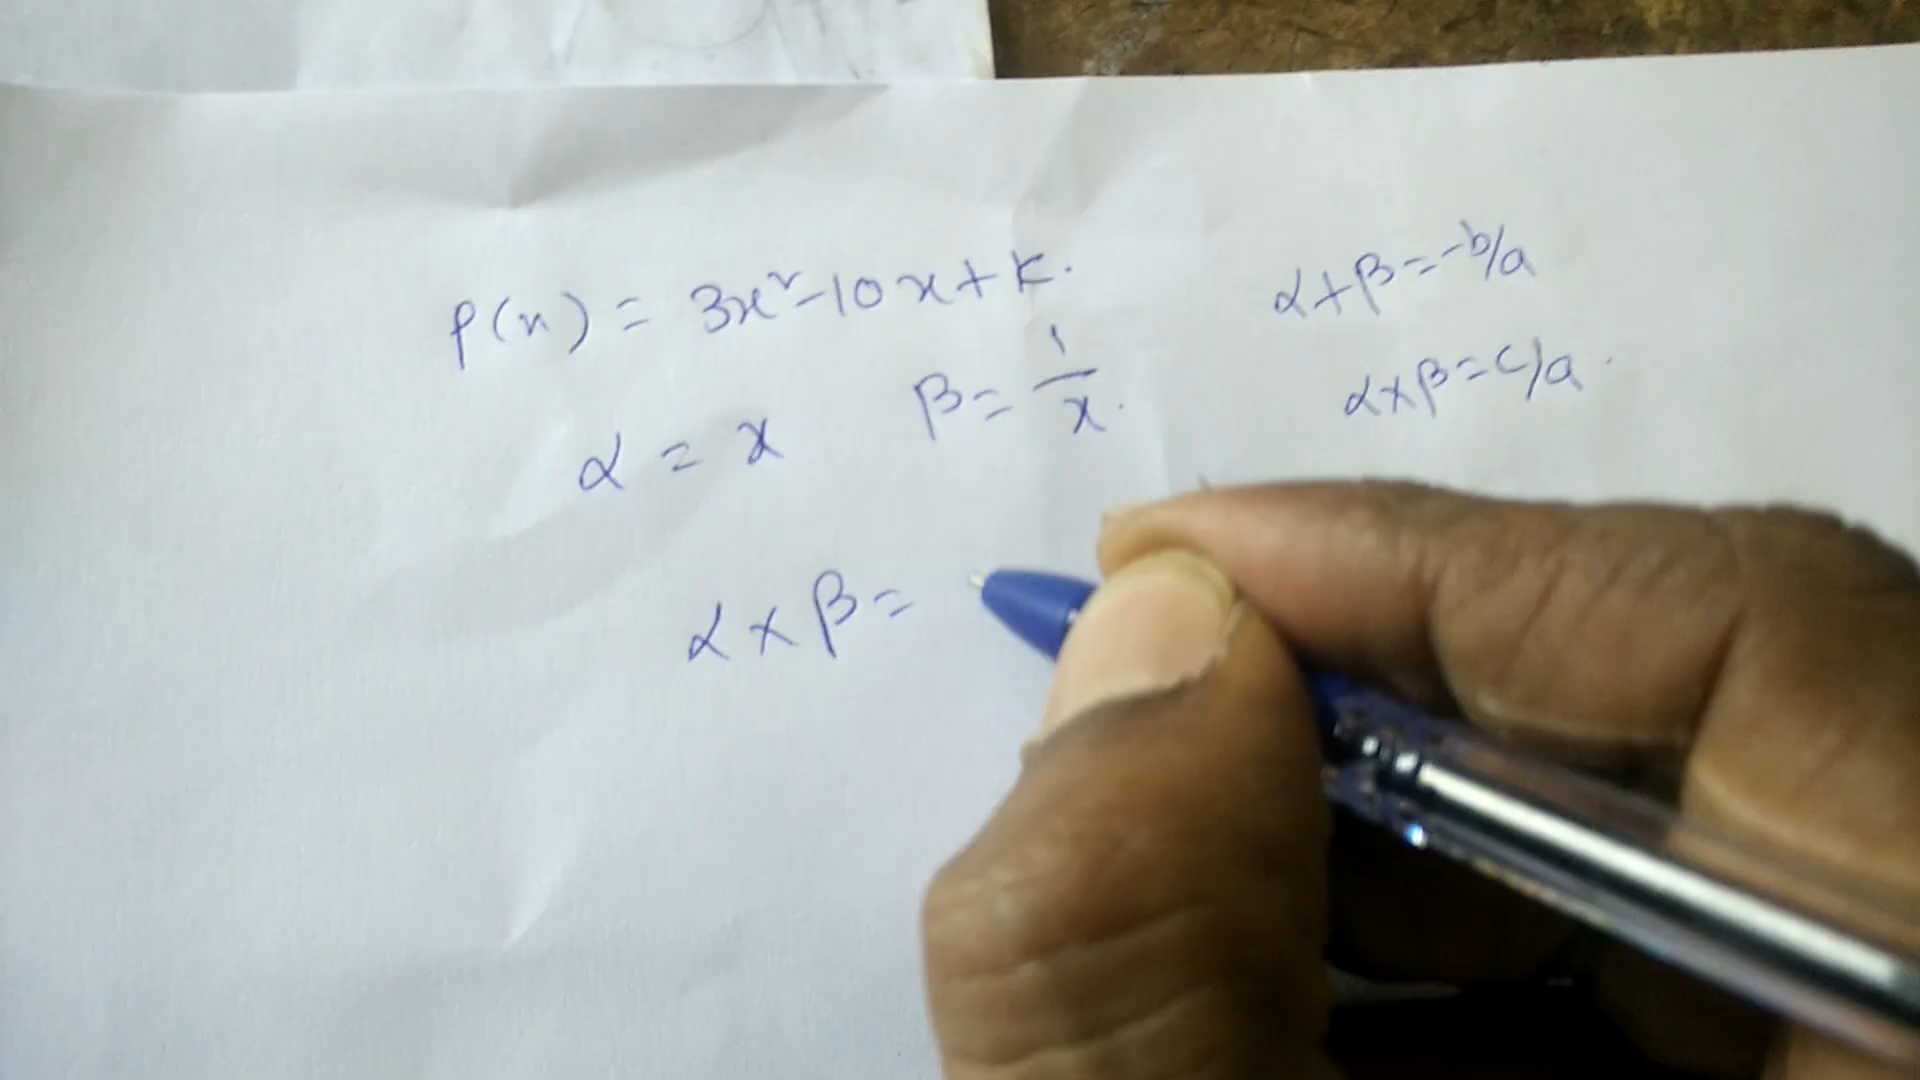 P(x) = 3x²-10x+k.
α+β=-b/a
α×β=c/a.
α = x β= 1/x.
α×β=